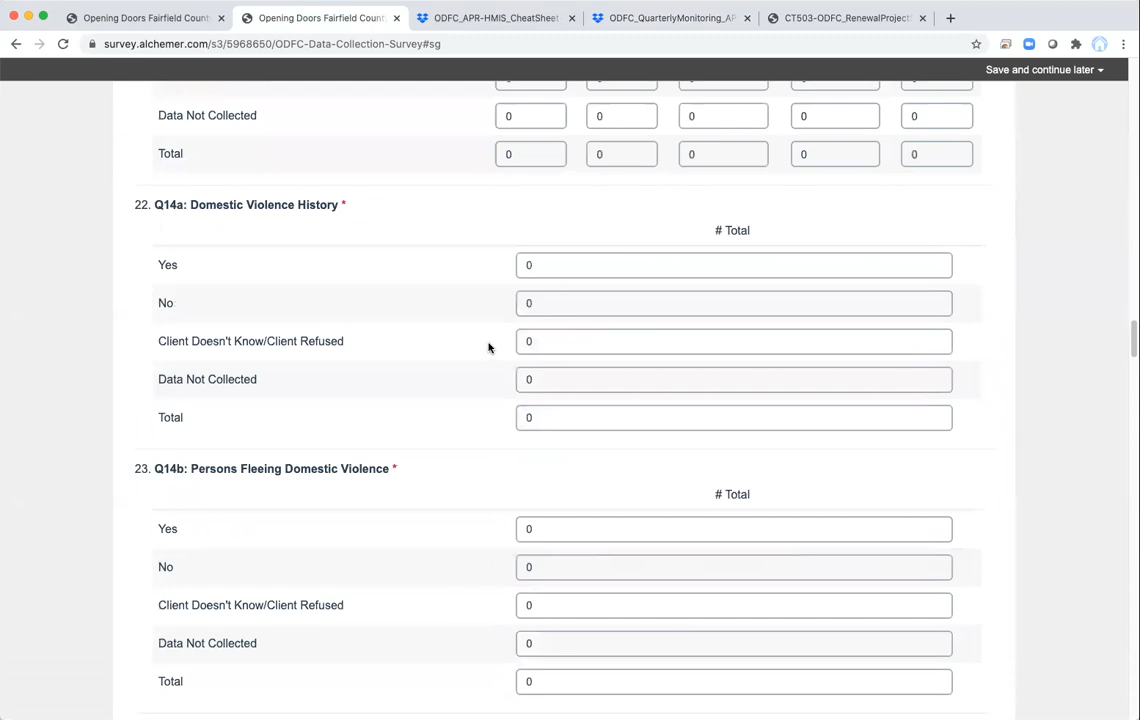 Opening Doors Fairfield Count
Opening Doors Fairfield Count
ODFC_APR-HMIS_CheatSheet
ODFC_QuarterlyMonitoring_AP
CT503-ODFC_RenewalProject
survey.alchemer.com/s3/5968650/ODFC-Data-Collection-Survey#sg
Save and continue later
Data Not Collected 0 0 0 0 0
Total 0 0 0 0 0
22. Q14a: Domestic Violence History *
# Total
Yes 0
No 0
Client Doesn't Know/Client Refused 0
Data Not Collected 0
Total 0
23. Q14b: Persons Fleeing Domestic Violence *
# Total
Yes 0
No 0
Client Doesn't Know/Client Refused 0
Data Not Collected 0
Total 0